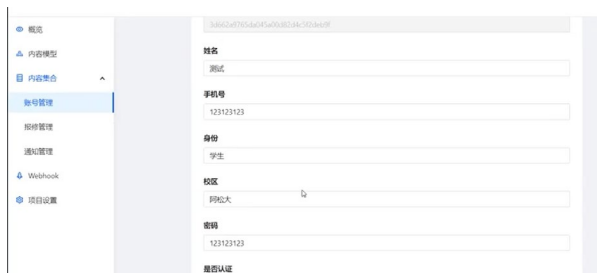 概览
内容模型
内容集合
账号管理
报修管理
通知管理
Webhook
项目设置
姓名
测试
手机号
123123123
身份
学生
校区
阿松大
密码
123123123
是否认证